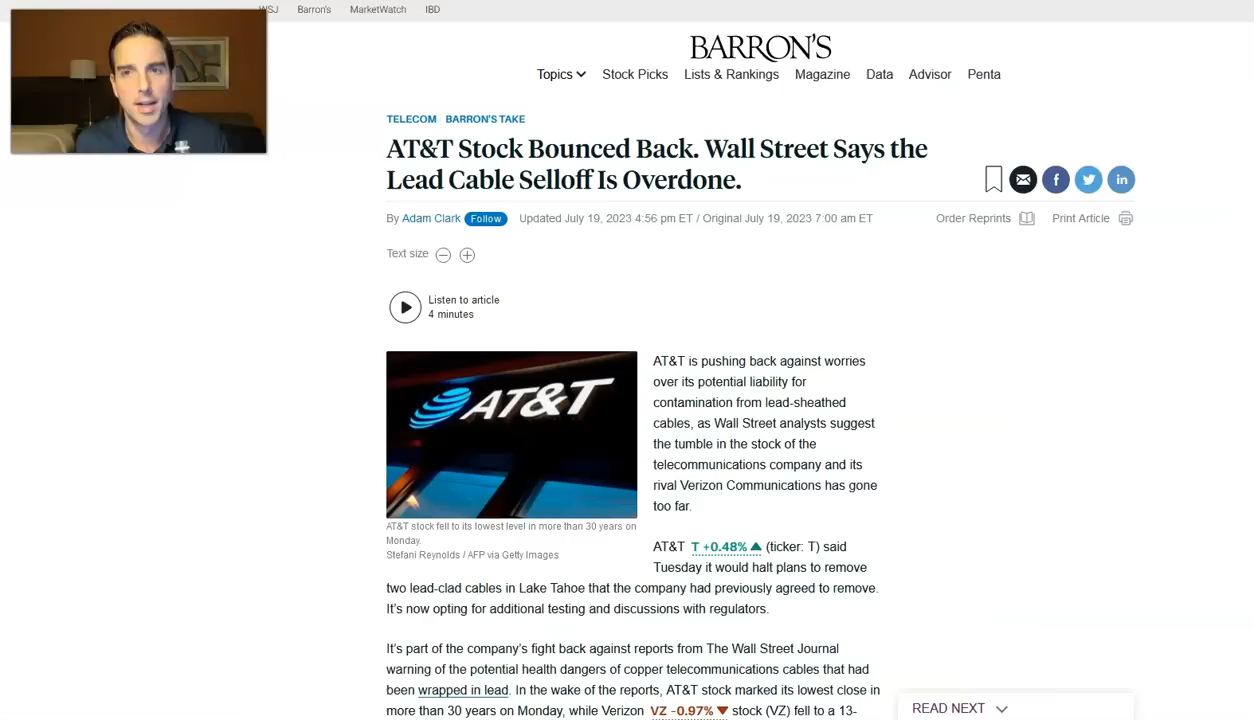 WSJ Barron's MarketWatch IBD
BARRON'S
Topics Stock Picks Lists & Rankings Magazine Data Advisor Penta
TELECOM BARRON'S TAKE
AT&T Stock Bounced Back. Wall Street Says the
Lead Cable Selloff Is Overdone.
By Adam Clark Follow Updated July 19, 2023 4:56 pm ET / Original July 19, 2023 7:00 am ET
Order Reprints Print Article
Text size
Listen to article
4 minutes
AT&T
AT&T stock fell to its lowest level in more than 30 years on
Monday.
Stefani Reynolds / AFP via Getty Images
AT&T is pushing back against worries
over its potential liability for
contamination from lead-sheathed
cables, as Wall Street analysts suggest
the tumble in the stock of the
telecommunications company and its
rival Verizon Communications has gone
too far.
AT&T T +0.48% (ticker: T) said
Tuesday it would halt plans to remove
two lead-clad cables in Lake Tahoe that the company had previously agreed to remove.
It's now opting for additional testing and discussions with regulators.
It's part of the company's fight back against reports from The Wall Street Journal
warning of the potential health dangers of copper telecommunications cables that had
been wrapped in lead. In the wake of the reports, AT&T stock marked its lowest close in
more than 30 years on Monday, while Verizon VZ -0.97% stock (VZ) fell to a 13-
READ NEXT